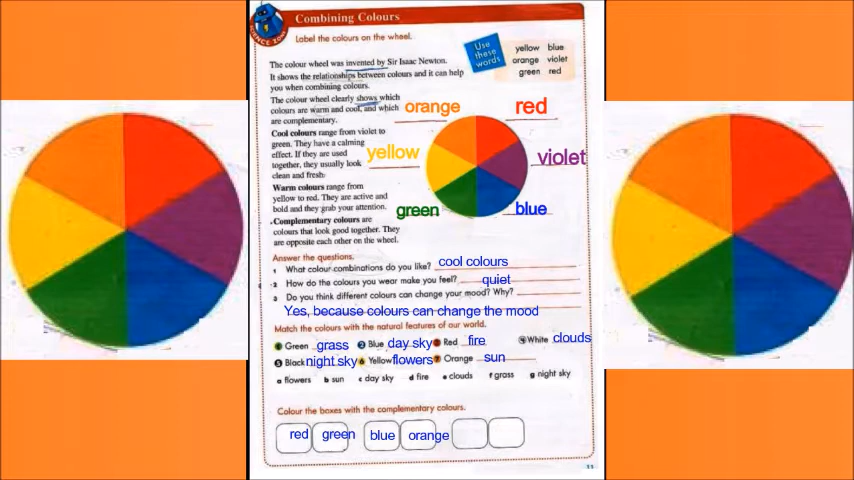 SCIENCE ZONE
Combining Colours
Label the colours on the wheel.
Use these words
yellow blue
orange violet
green red
The colour wheel was invented by Sir Isaac Newton.
It shows the relationships between colours and it can help
you when combining colours.
The colour wheel clearly shows which
colours are warm and cool, and which
are complementary.
orange
red
Cool colours range from violet to
green. They have a calming
effect. If they are used
together, they usually look
clean and fresh.
yellow
violet
Warm colours range from
yellow to red. They are active and
bold and they grab your attention.
green
blue
Complementary colours are
colours that look good together. They
are opposite each other on the wheel.
Answer the questions.
1 What colour combinations do you like? cool colours
2 How do the colours you wear make you feel? quiet
3 Do you think different colours can change your mood? Why?
Yes, because colours can change the mood
Match the colours with the natural features of our world.
1 Green grass 2 Blue day sky 3 Red fire 4 White clouds
5 Black night sky 6 Yellow flowers 7 Orange sun
a flowers b sun c day sky d fire e clouds f grass g night sky
Colour the boxes with the complementary colours.
red green blue orange
53